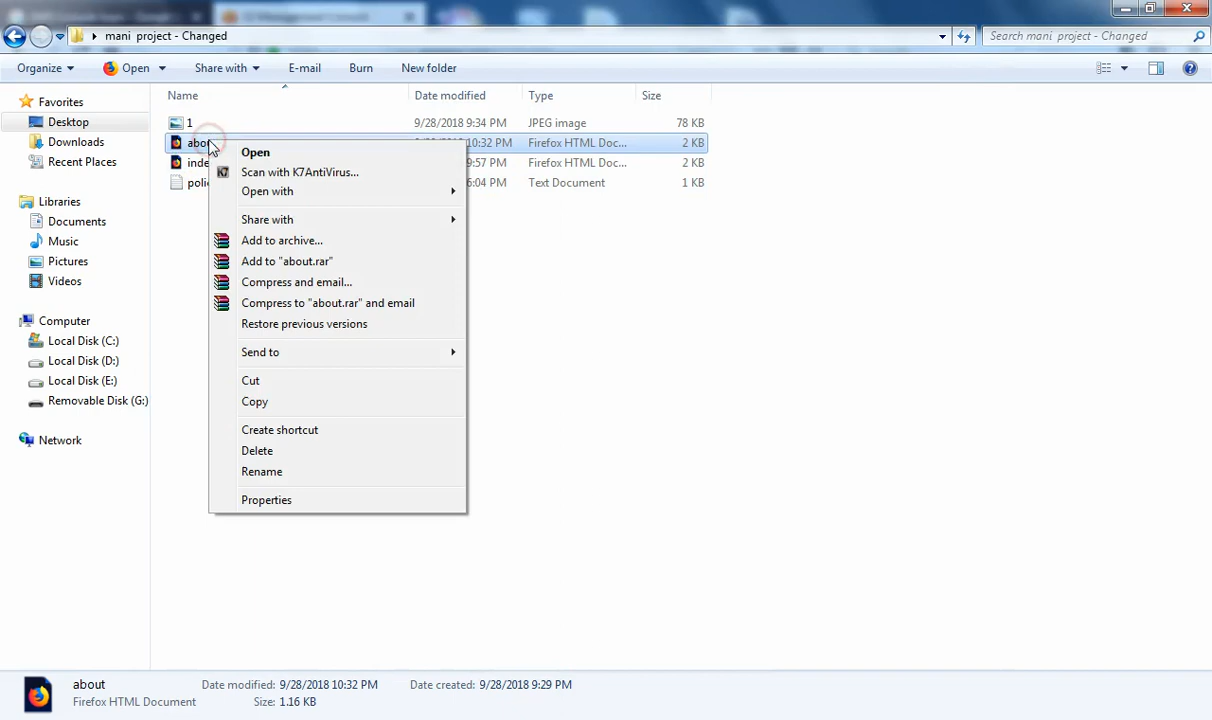 mani project - Changed
Search mani project - Changed
Organize Open Share with E-mail Burn New folder
Name Date modified Type Size
Favorites
Desktop
Downloads
Recent Places
Libraries
Documents
Music
Pictures
Videos
Computer
Local Disk (C:)
Local Disk (D:)
Local Disk (E:)
Removable Disk (G:)
Network
1 9/28/2018 9:34 PM JPEG image 78 KB
abou 10:32 PM Firefox HTML Doc... 2 KB
inde 9:57 PM Firefox HTML Doc... 2 KB
poli 6:04 PM Text Document 1 KB
Open
Scan with K7AntiVirus...
Open with
Share with
Add to archive...
Add to "about.rar"
Compress and email...
Compress to "about.rar" and email
Restore previous versions
Send to
Cut
Copy
Create shortcut
Delete
Rename
Properties
about Date modified: 9/28/2018 10:32 PM Date created: 9/28/2018 9:29 PM
Firefox HTML Document Size: 1.16 KB